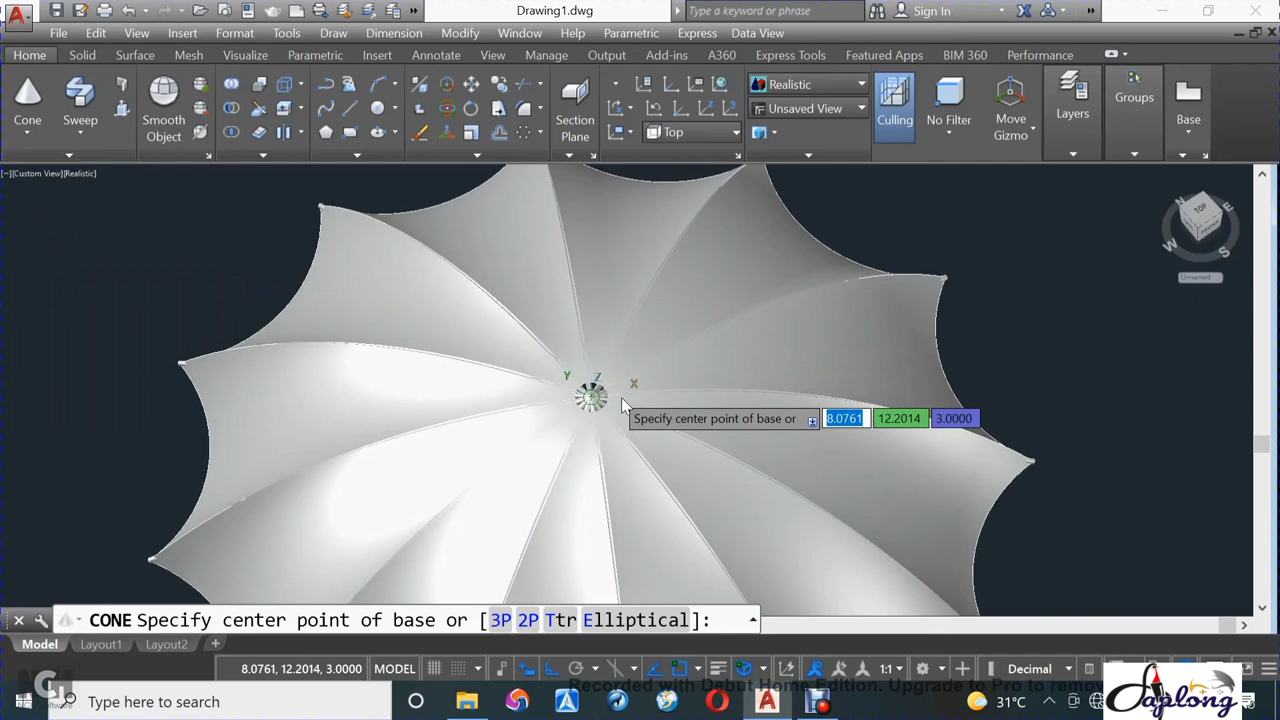 Drawing1.dwg
Type a keyword or phrase
Sign In
File Edit View Insert Format Tools Draw Dimension Modify Window Help Parametric Express Data View
Home Solid Surface Mesh Visualize Parametric Insert Annotate View Manage Output Add-ins A360 Express Tools Featured Apps BIM 360 Performance
Cone
Sweep
Smooth Object
Section Plane
Realistic
Unsaved View
Top
Culling
No Filter
Move Gizmo
Layers
Groups
Base
[−][Custom View][Realistic]
TOP
N E W S
Unnamed
Y Z X
Specify center point of base or 8.0761 12.2014 3.0000
CONE Specify center point of base or [3P 2P Ttr Elliptical]:
Model Layout1 Layout2 +
8.0761, 12.2014, 3.0000 MODEL 1:1 Decimal
Recorded with Debut Home Edition. Upgrade to Pro to remov
Type here to search
31°C
Daplong